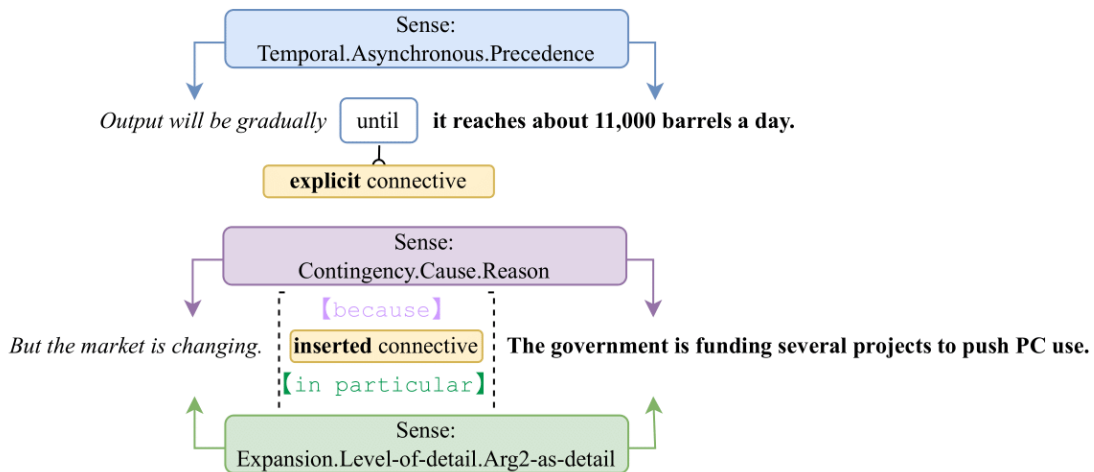 Sense:
Temporal.Asynchronous.Precedence
Output will be gradually until it reaches about 11,000 barrels a day.
explicit connective
Sense:
Contingency.Cause.Reason
【because】
But the market is changing. inserted connective The government is funding several projects to push PC use.
【in particular】
Sense:
Expansion.Level-of-detail.Arg2-as-detail